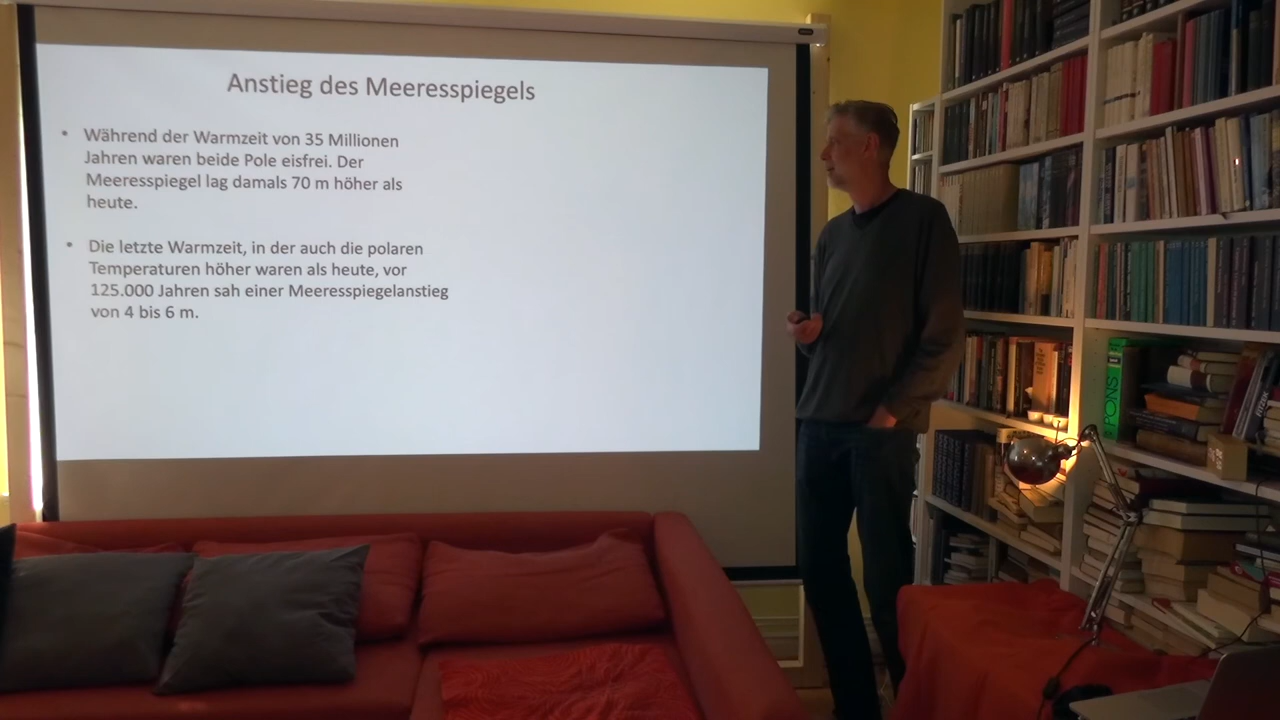 Anstieg des Meeresspiegels
• Während der Warmzeit von 35 Millionen
Jahren waren beide Pole eisfrei. Der
Meeresspiegel lag damals 70 m höher als
heute.
• Die letzte Warmzeit, in der auch die polaren
Temperaturen höher waren als heute, vor
125.000 Jahren sah einer Meeresspiegelanstieg
von 4 bis 6 m.
PONS